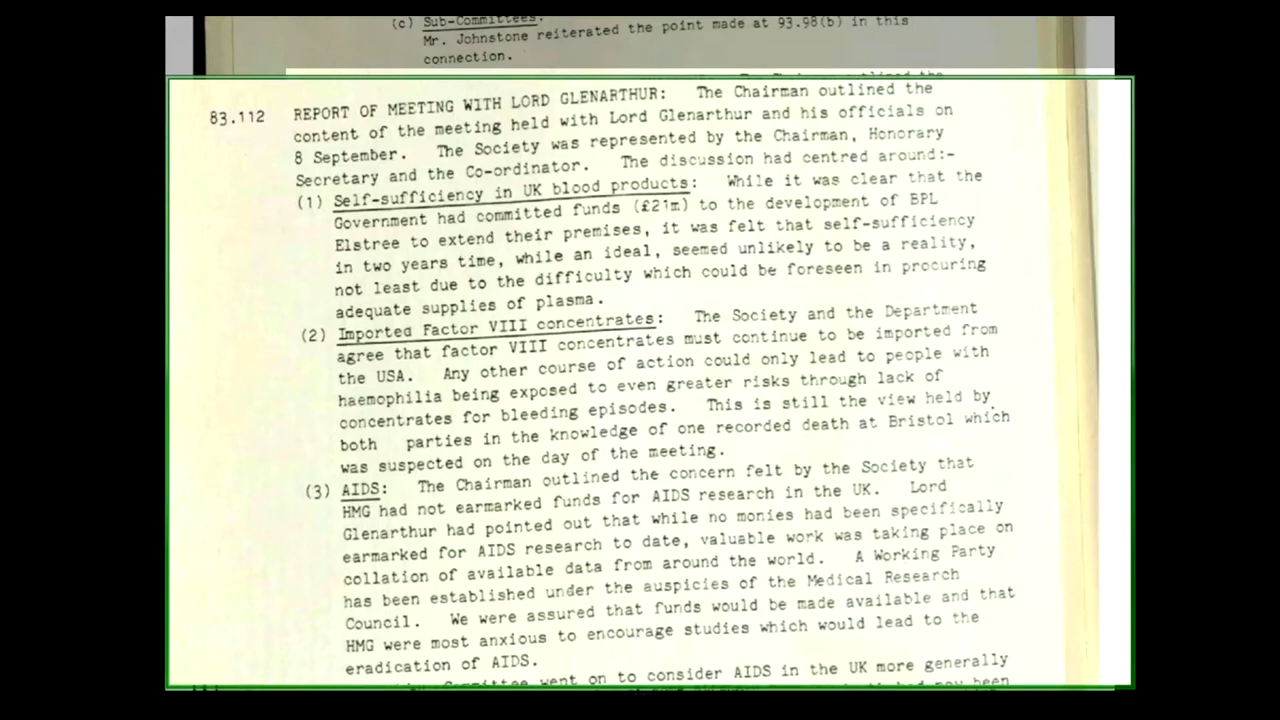 (c) Sub-Committees.
Mr. Johnstone reiterated the point made at 93.98(b) in this
connection.
83.112 REPORT OF MEETING WITH LORD GLENARTHUR: The Chairman outlined the
content of the meeting held with Lord Glenarthur and his officials on
8 September. The Society was represented by the Chairman, Honorary
Secretary and the Co-ordinator. The discussion had centred around:-
(1) Self-sufficiency in UK blood products: While it was clear that the
Government had committed funds (£21m) to the development of BPL
Elstree to extend their premises, it was felt that self-sufficiency
in two years time, while an ideal, seemed unlikely to be a reality,
not least due to the difficulty which could be foreseen in procuring
adequate supplies of plasma.
(2) Imported Factor VIII concentrates: The Society and the Department
agree that factor VIII concentrates must continue to be imported from
the USA. Any other course of action could only lead to people with
haemophilia being exposed to even greater risks through lack of
concentrates for bleeding episodes. This is still the view held by
both parties in the knowledge of one recorded death at Bristol which
was suspected on the day of the meeting.
(3) AIDS: The Chairman outlined the concern felt by the Society that
HMG had not earmarked funds for AIDS research in the UK. Lord
Glenarthur had pointed out that while no monies had been specifically
earmarked for AIDS research to date, valuable work was taking place on
collation of available data from around the world. A Working Party
has been established under the auspicies of the Medical Research
Council. We were assured that funds would be made available and that
HMG were most anxious to encourage studies which would lead to the
eradication of AIDS.
Committee went on to consider AIDS in the UK more generally